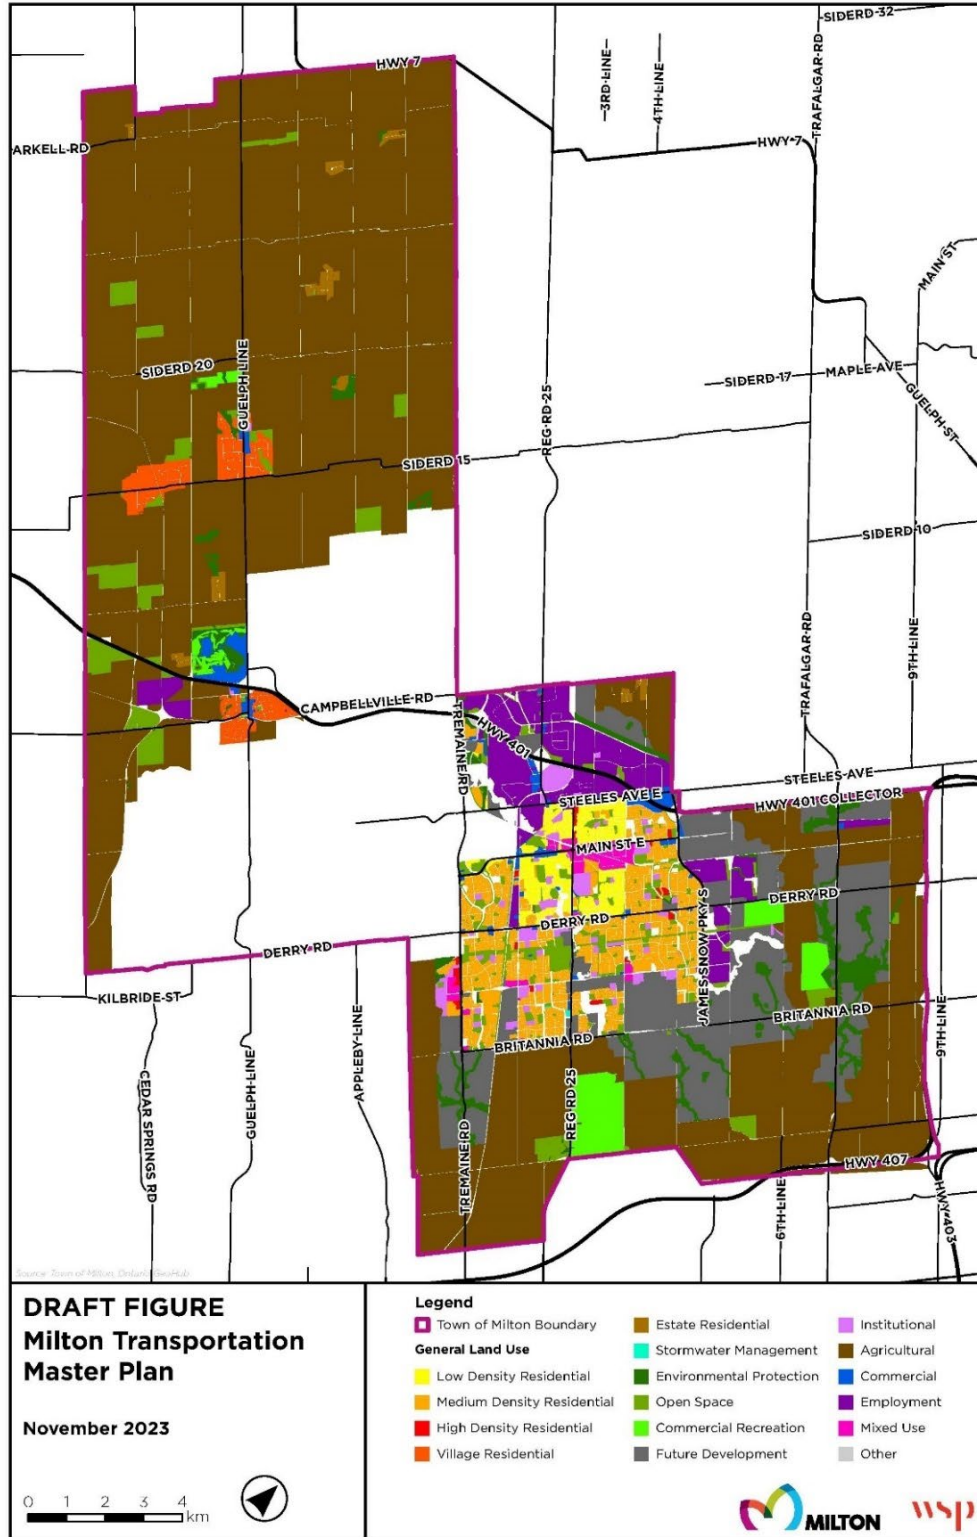 SIDERD 32
HWY 7
3RD LINE
4TH LINE
TRAFALGAR RD
ARKELL RD
HWY 7
MAIN ST
GUELPH LINE
SIDERD 20
REG RD 25
SIDERD 17
MAPLE AVE
GUELPH ST
SIDERD 15
SIDERD 10
TRAFALGAR RD
9TH LINE
CAMPBELLVILLE RD
TREMAINE RD
HWY 401
STEELES AVE
STEELES AVE E
HWY 401 COLLECTOR
MAIN ST E
DERRY RD
DERRY RD
JAMES SNOW PKY S
DERRY RD
KILBRIDE ST
BRITANNIA RD
BRITANNIA RD
9TH LINE
CEDAR SPRINGS RD
GUELPH LINE
APPLEBY LINE
TREMAINE RD
REG RD 25
HWY 407
6TH LINE
HWY 403
Source: Town of Milton, Ontario GeoHub
DRAFT FIGURE
Milton Transportation
Master Plan
November 2023
0 1 2 3 4
km
Legend
Town of Milton Boundary
General Land Use
Low Density Residential
Medium Density Residential
High Density Residential
Village Residential
Estate Residential
Stormwater Management
Environmental Protection
Open Space
Commercial Recreation
Future Development
Institutional
Agricultural
Commercial
Employment
Mixed Use
Other
MILTON
wsp